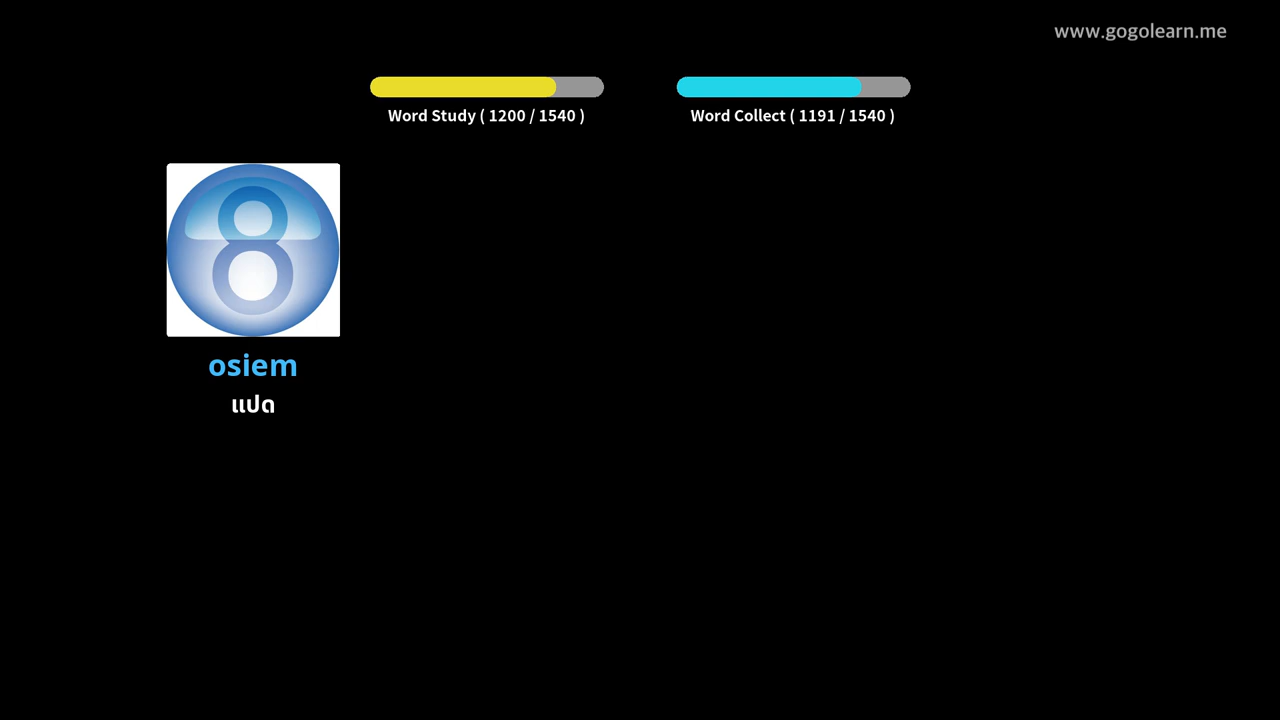 www.gogolearn.me
Word Study ( 1200 / 1540 )
Word Collect ( 1191 / 1540 )
8
osiem
แปด